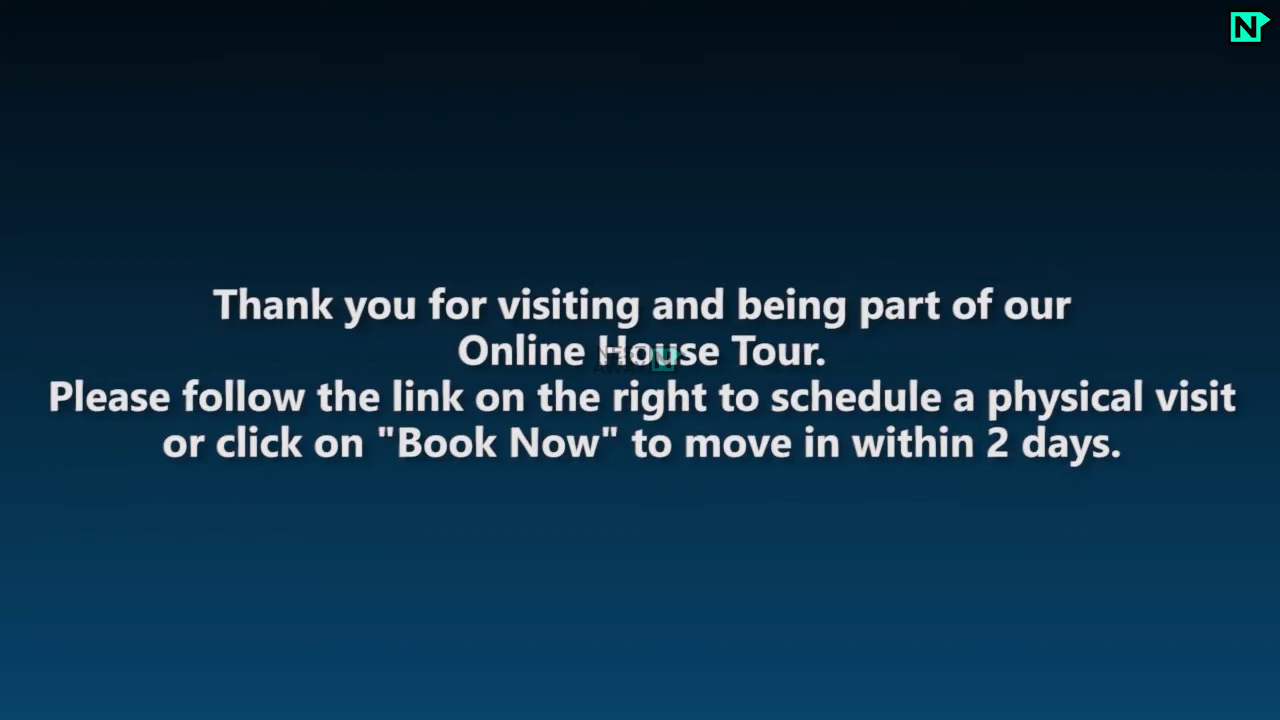 N
Thank you for visiting and being part of our
Online House Tour.
Please follow the link on the right to schedule a physical visit
or click on "Book Now" to move in within 2 days.